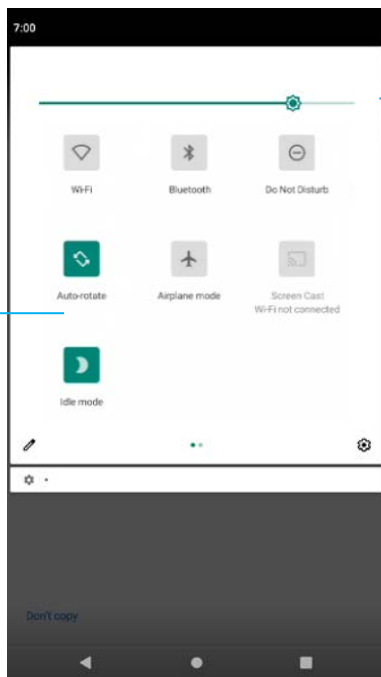 7:00
Wi-Fi
Bluetooth
Do Not Disturb
Auto-rotate
Airplane mode
Screen Cast
Wi-Fi not connected
Idle mode
Don't copy